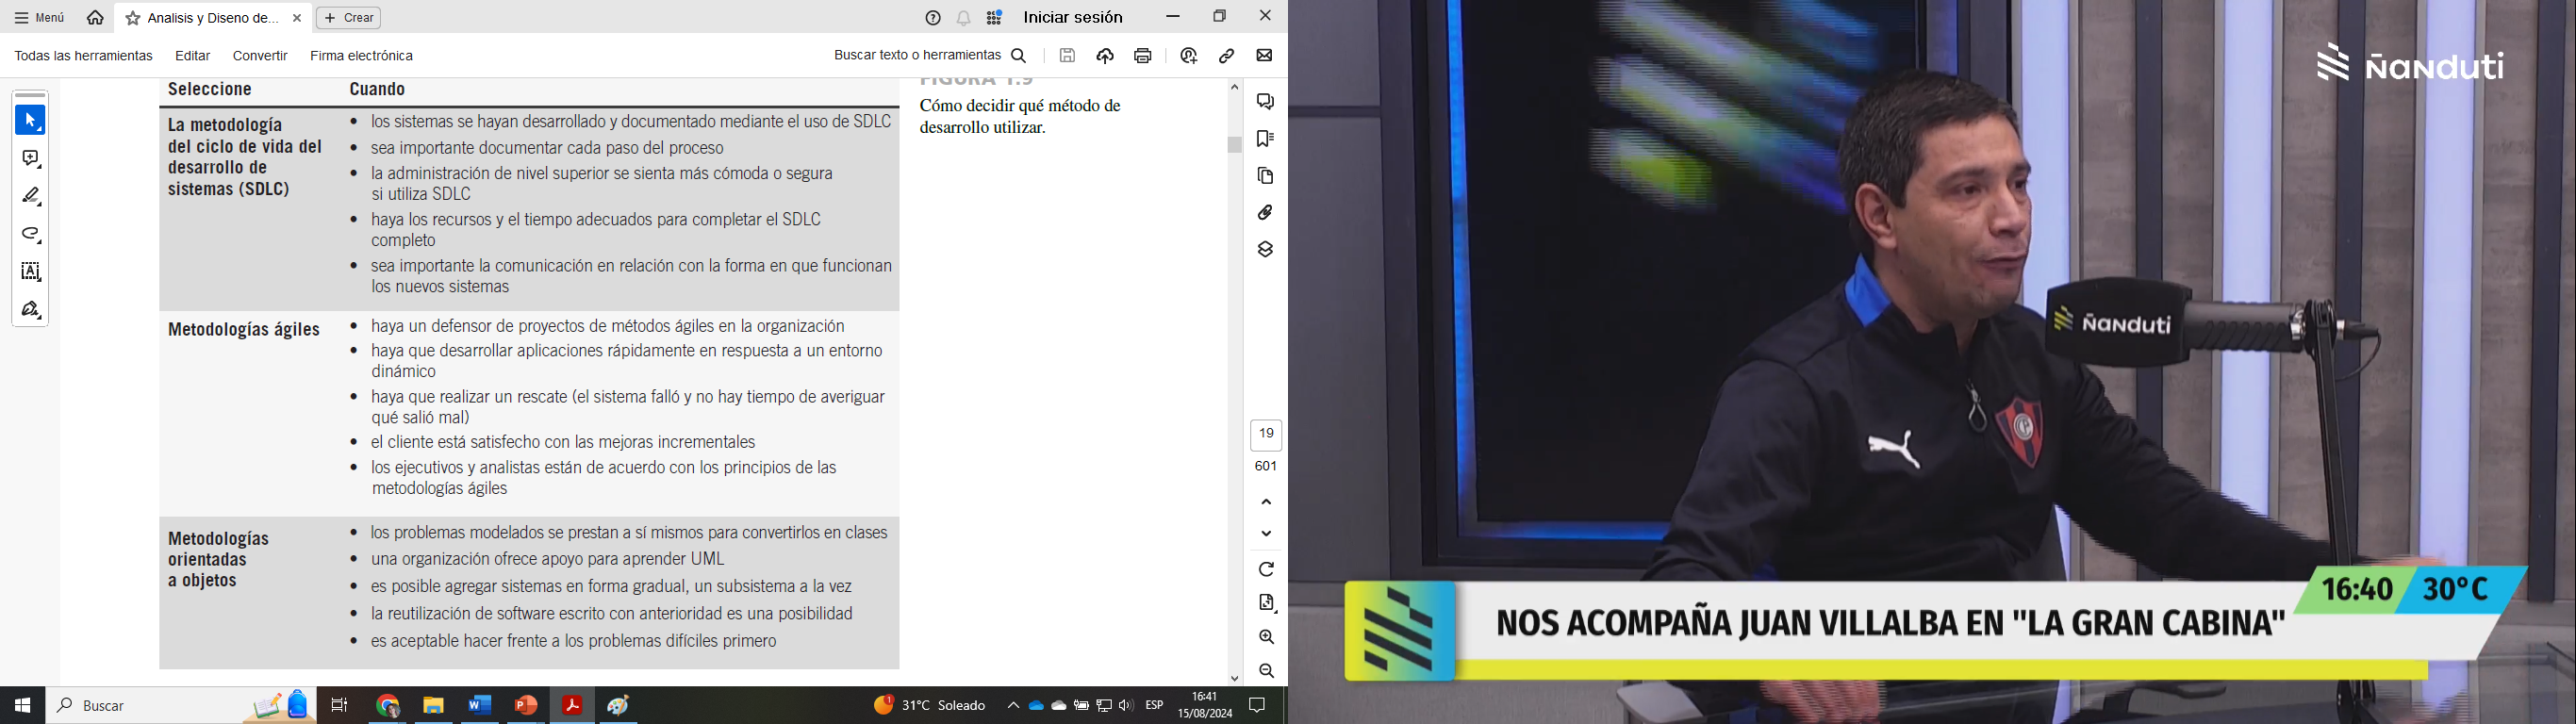 Menú
Analisis y Diseno de...
Crear
Iniciar sesión
Todas las herramientas
Editar
Convertir
Firma electrónica
Buscar texto o herramientas
FIGURA 1.9
Cómo decidir qué método de
desarrollo utilizar.
Seleccione
Cuando
La metodología
del ciclo de vida del
desarrollo de
sistemas (SDLC)
• los sistemas se hayan desarrollado y documentado mediante el uso de SDLC
• sea importante documentar cada paso del proceso
• la administración de nivel superior se sienta más cómoda o segura
si utiliza SDLC
• haya los recursos y el tiempo adecuados para completar el SDLC
completo
• sea importante la comunicación en relación con la forma en que funcionan
los nuevos sistemas
Metodologías ágiles
• haya un defensor de proyectos de métodos ágiles en la organización
• haya que desarrollar aplicaciones rápidamente en respuesta a un entorno
dinámico
• haya que realizar un rescate (el sistema falló y no hay tiempo de averiguar
qué salió mal)
• el cliente está satisfecho con las mejoras incrementales
• los ejecutivos y analistas están de acuerdo con los principios de las
metodologías ágiles
Metodologías
orientadas
a objetos
• los problemas modelados se prestan a sí mismos para convertirlos en clases
• una organización ofrece apoyo para aprender UML
• es posible agregar sistemas en forma gradual, un subsistema a la vez
• la reutilización de software escrito con anterioridad es una posibilidad
• es aceptable hacer frente a los problemas difíciles primero
19
601
Buscar
1
31°C Soleado
ESP
16:41
15/08/2024
ñanduti
ñanduti
CP
16:40
30°C
NOS ACOMPAÑA JUAN VILLALBA EN "LA GRAN CABINA"